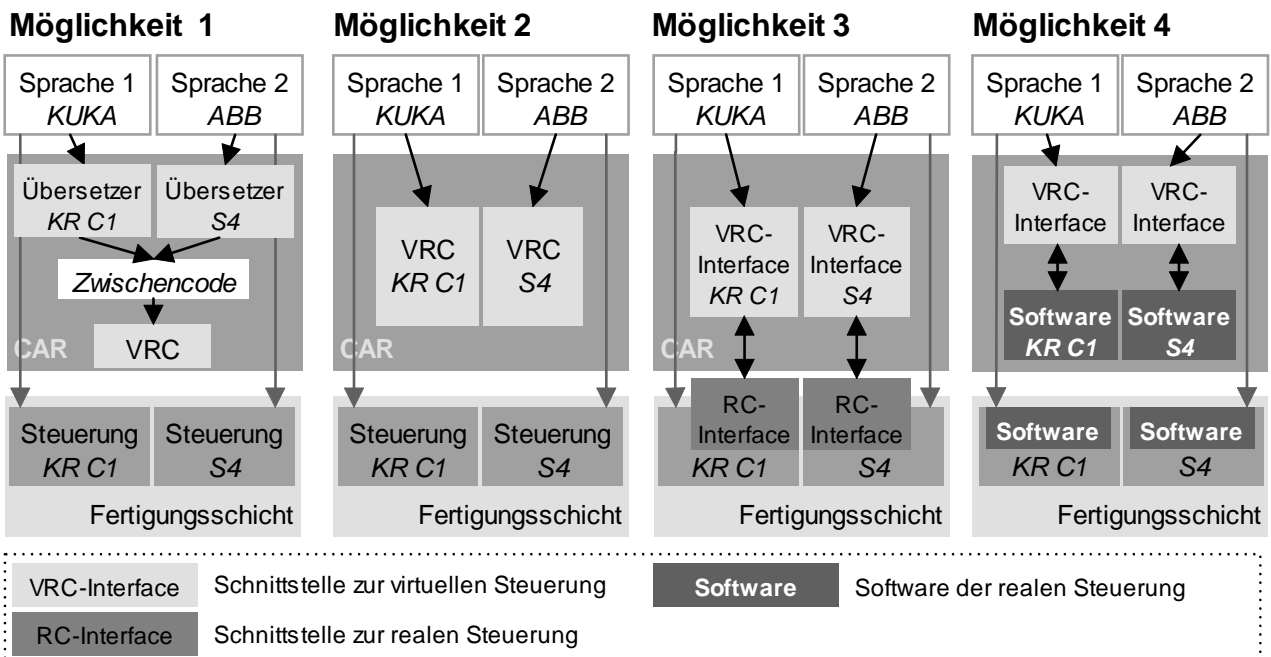 Möglichkeit 1
Sprache 1
KUKA
Sprache 2
ABB
Übersetzer
KR C1
Übersetzer
S4
Zwischencode
VRC
CAR
Steuerung
KR C1
Steuerung
S4
Fertigungsschicht
Möglichkeit 2
Sprache 1
KUKA
Sprache 2
ABB
VRC
KR C1
VRC
S4
CAR
Steuerung
KR C1
Steuerung
S4
Fertigungsschicht
Möglichkeit 3
Sprache 1
KUKA
Sprache 2
ABB
VRC-
Interface
KR C1
VRC-
Interface
S4
CAR
RC-
Interface
KR C1
RC-
Interface
S4
Fertigungsschicht
Möglichkeit 4
Sprache 1
KUKA
Sprache 2
ABB
VRC-
Interface
VRC-
Interface
Software
KR C1
Software
S4
Software
KR C1
Software
S4
Fertigungsschicht
VRC-Interface
Schnittstelle zur virtuellen Steuerung
Software
Software der realen Steuerung
RC-Interface
Schnittstelle zur realen Steuerung